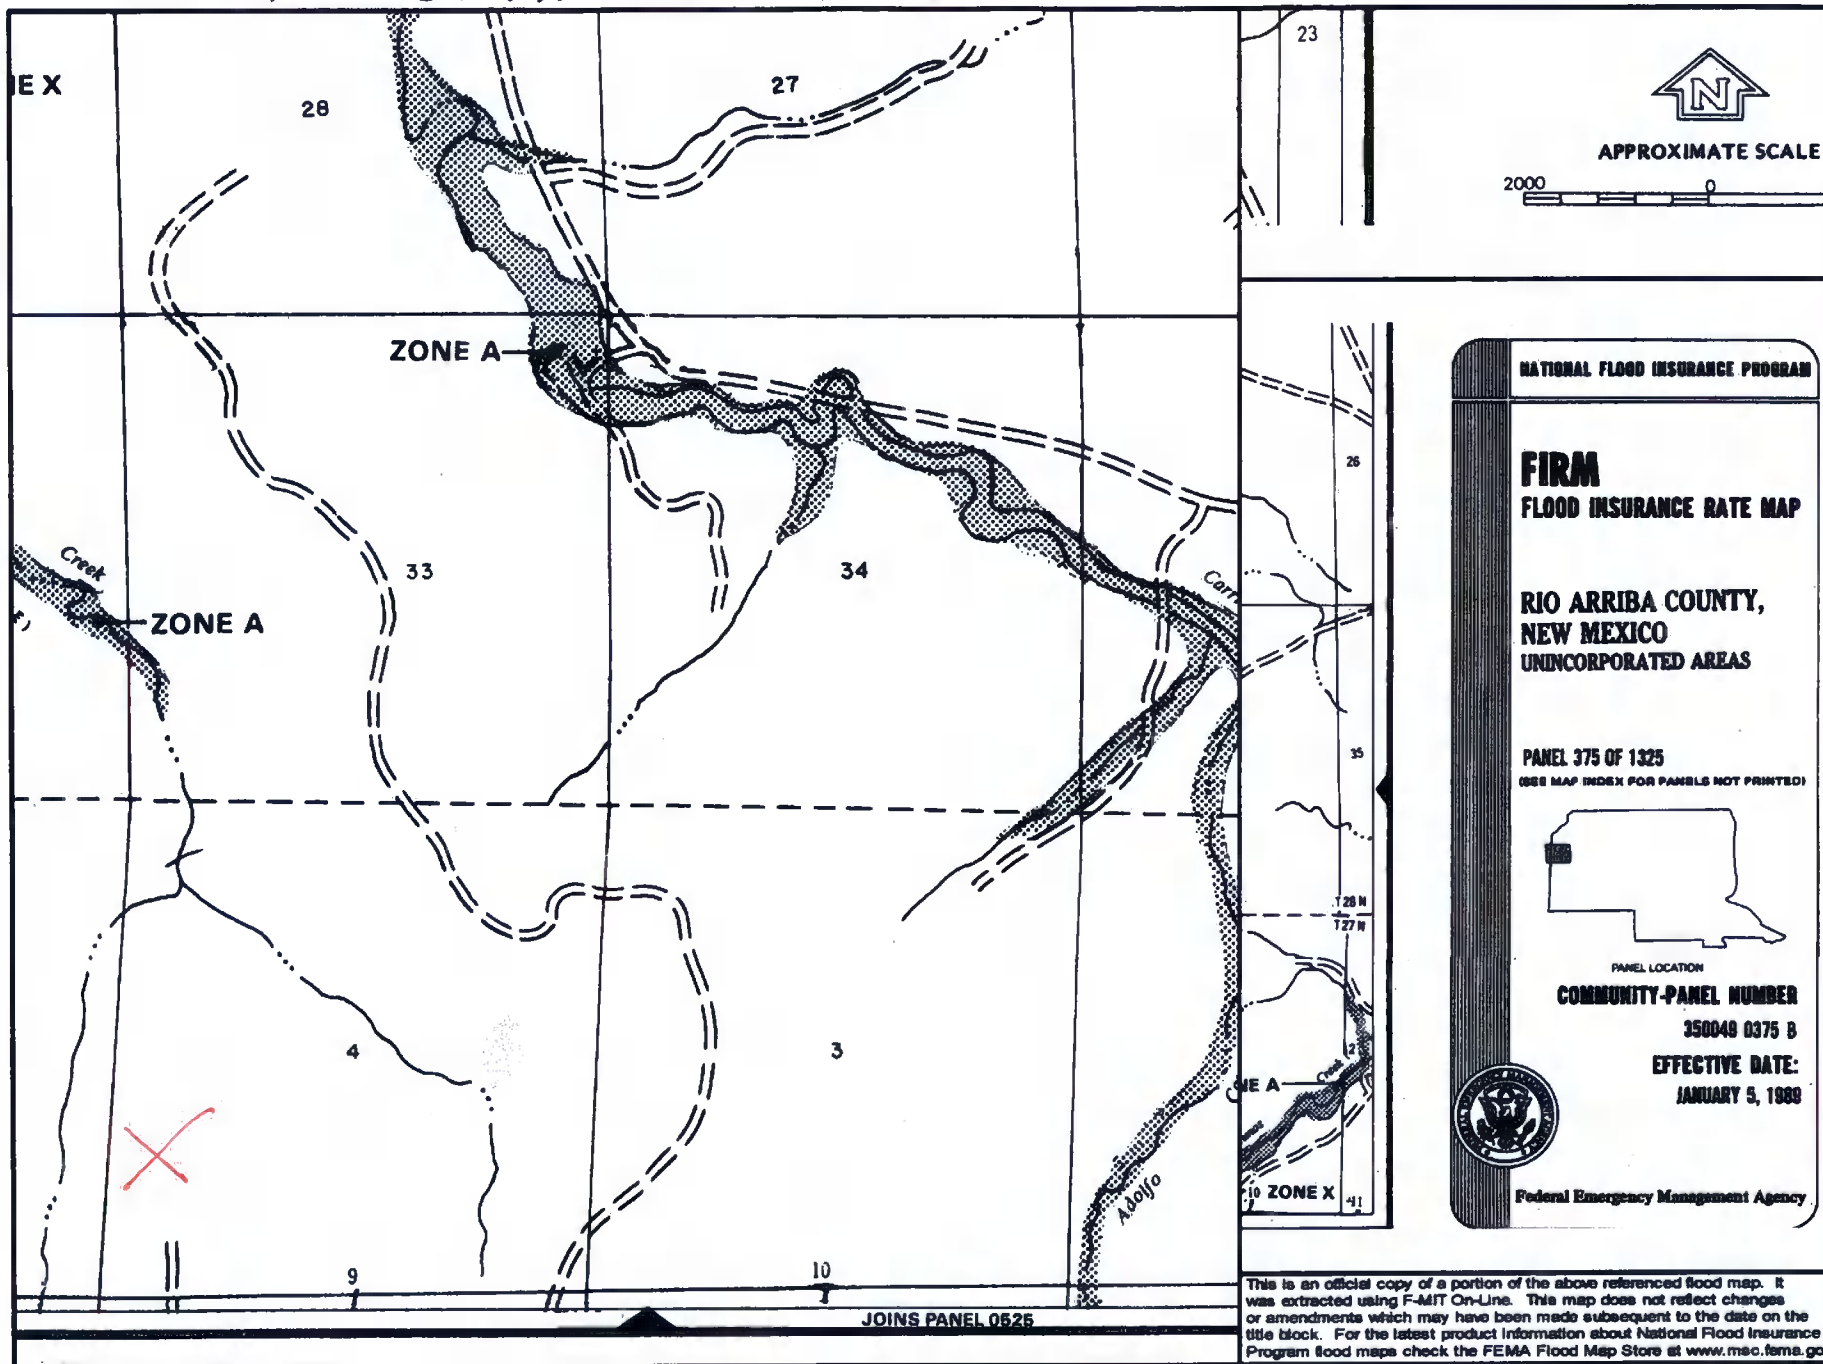 28
27
23
APPROXIMATE SCALE
2000 0
ZONE A
NATIONAL FLOOD INSURANCE PROGRAM
FIRM
FLOOD INSURANCE RATE MAP
26
Creek
33
34
ZONE A
RIO ARRIBA COUNTY,
NEW MEXICO
UNINCORPORATED AREAS
35
PANEL 375 OF 1325
(SEE MAP INDEX FOR PANELS NOT PRINTED)
T28N
T27N
PANEL LOCATION
COMMUNITY-PANEL NUMBER
350049 0375 B
EFFECTIVE DATE:
JANUARY 5, 1989
4
3
2
Creek
Adolfo
10 ZONE X 11
Federal Emergency Management Agency
9
10
JOINS PANEL 0525
This is an official copy of a portion of the above referenced flood map. It
was extracted using F-MIT On-Line. This map does not reflect changes
or amendments which may have been made subsequent to the date on the
title block. For the latest product information about National Flood Insurance
Program flood maps check the FEMA Flood Map Store at www.msc.fema.go